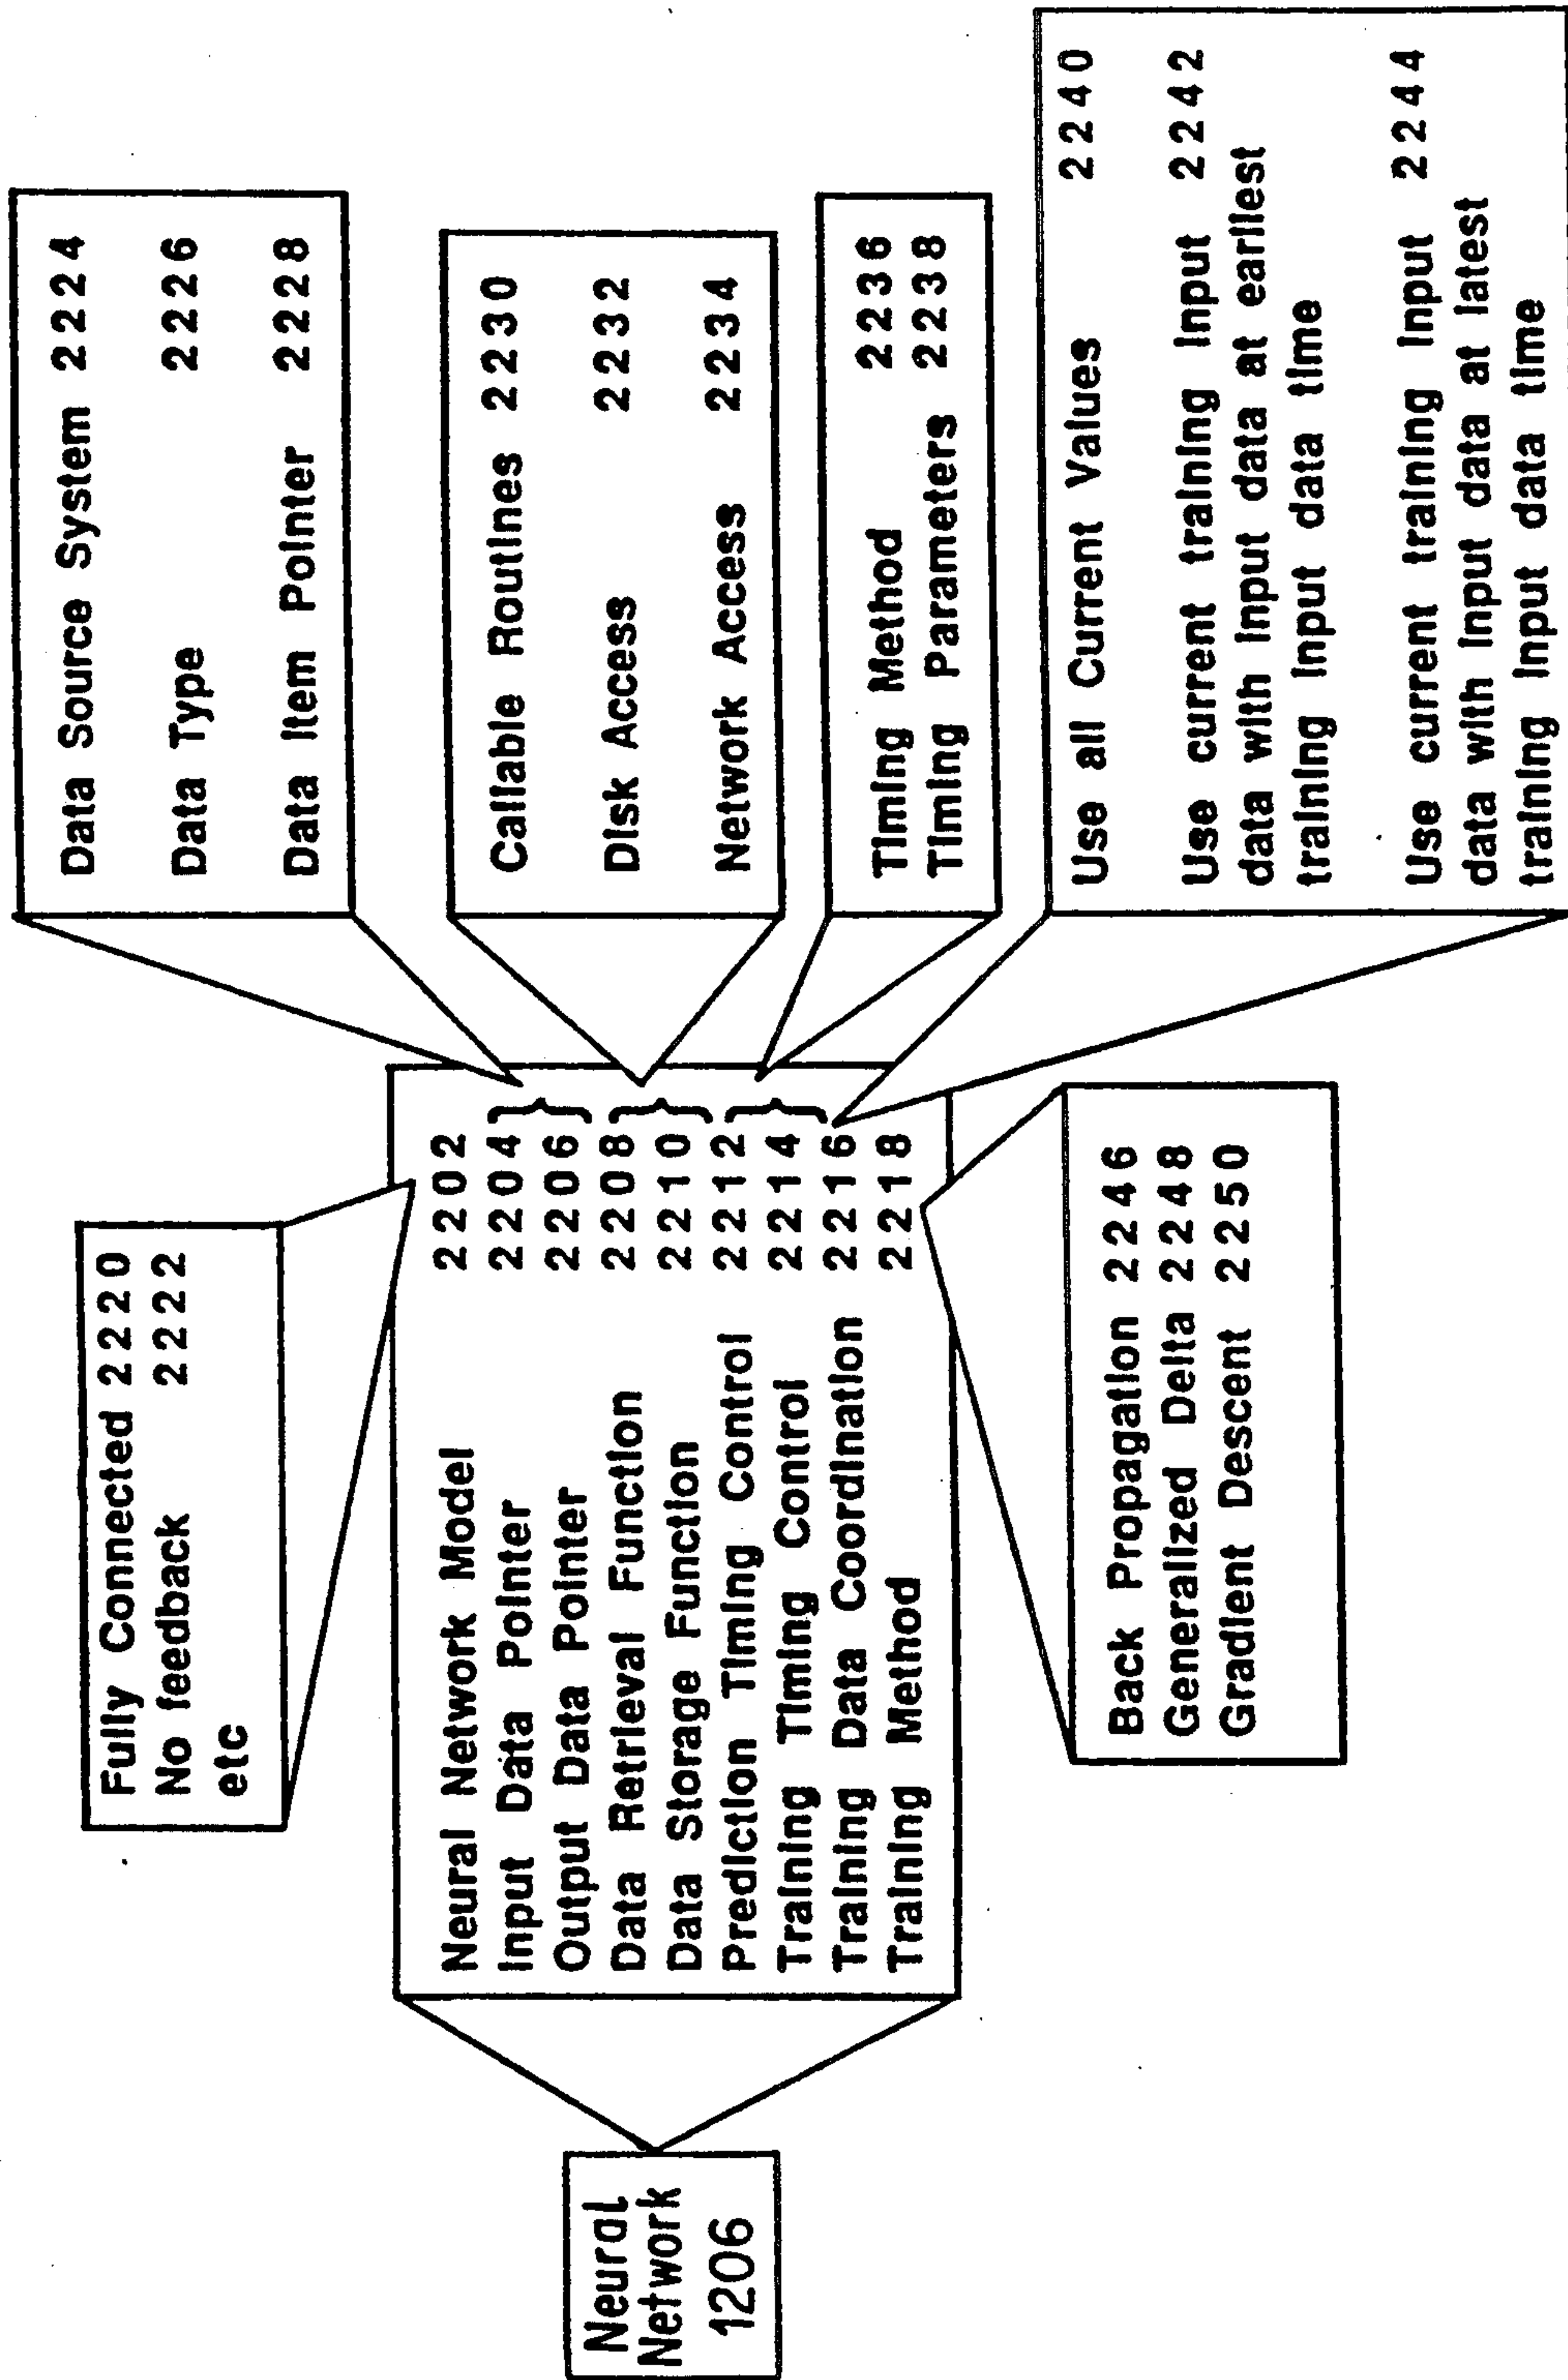 Neural
Network
1206
Fully Connected 2220
No feedback 2222
etc
Neural Network Model 2202
Input Data Pointer 2204
Output Data Pointer 2206
Data Retrieval Function 2208
Data Storage Function 2210
Prediction Timing Control 2212
Training Timing Control 2214
Training Data Coordination 2216
Training Method 2218
Back Propagation 2246
Generalized Delta 2248
Gradient Descent 2250
Data Source System 2224
Data Type 2226
Data Item Pointer 2228
Callable Routines 2230
Disk Access 2232
Network Access 2234
Timing Method 2236
Timing Parameters 2238
Use all Current Values 2240
Use current training Input 2242
data with Input data at earliest
training Input data time
Use current training Input 2244
data with Input data at latest
training Input data time